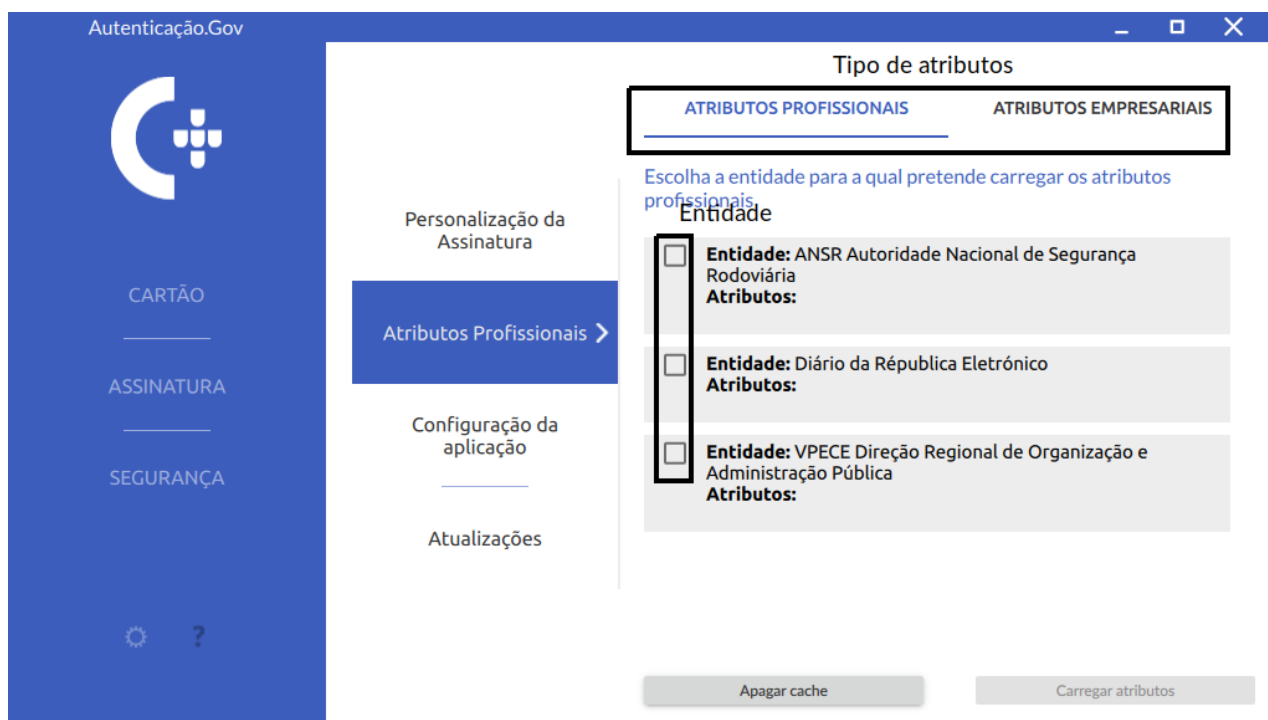 Autenticação.Gov
CARTÃO
ASSINATURA
SEGURANÇA
?
Personalização da
Assinatura
Atributos Profissionais
Configuração da
aplicação
Atualizações
Tipo de atributos
ATRIBUTOS PROFISSIONAIS
ATRIBUTOS EMPRESARIAIS
Escolha a entidade para a qual pretende carregar os atributos
profissionais.
Entidade
Entidade: ANSR Autoridade Nacional de Segurança
Rodoviária
Atributos:
Entidade: Diário da Républica Eletrónico
Atributos:
Entidade: VPECE Direção Regional de Organização e
Administração Pública
Atributos:
Apagar cache
Carregar atributos